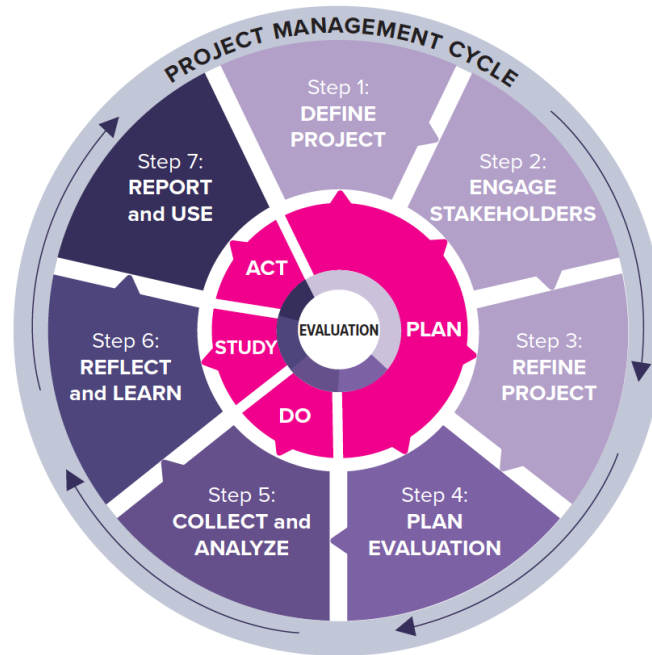 PROJECT MANAGEMENT CYCLE
Step 1:
DEFINE
PROJECT
Step 2:
ENGAGE
STAKEHOLDERS
Step 3:
REFINE
PROJECT
Step 4:
PLAN
EVALUATION
Step 5:
COLLECT and
ANALYZE
Step 6:
REFLECT
and LEARN
Step 7:
REPORT
and USE
PLAN
DO
STUDY
ACT
EVALUATION